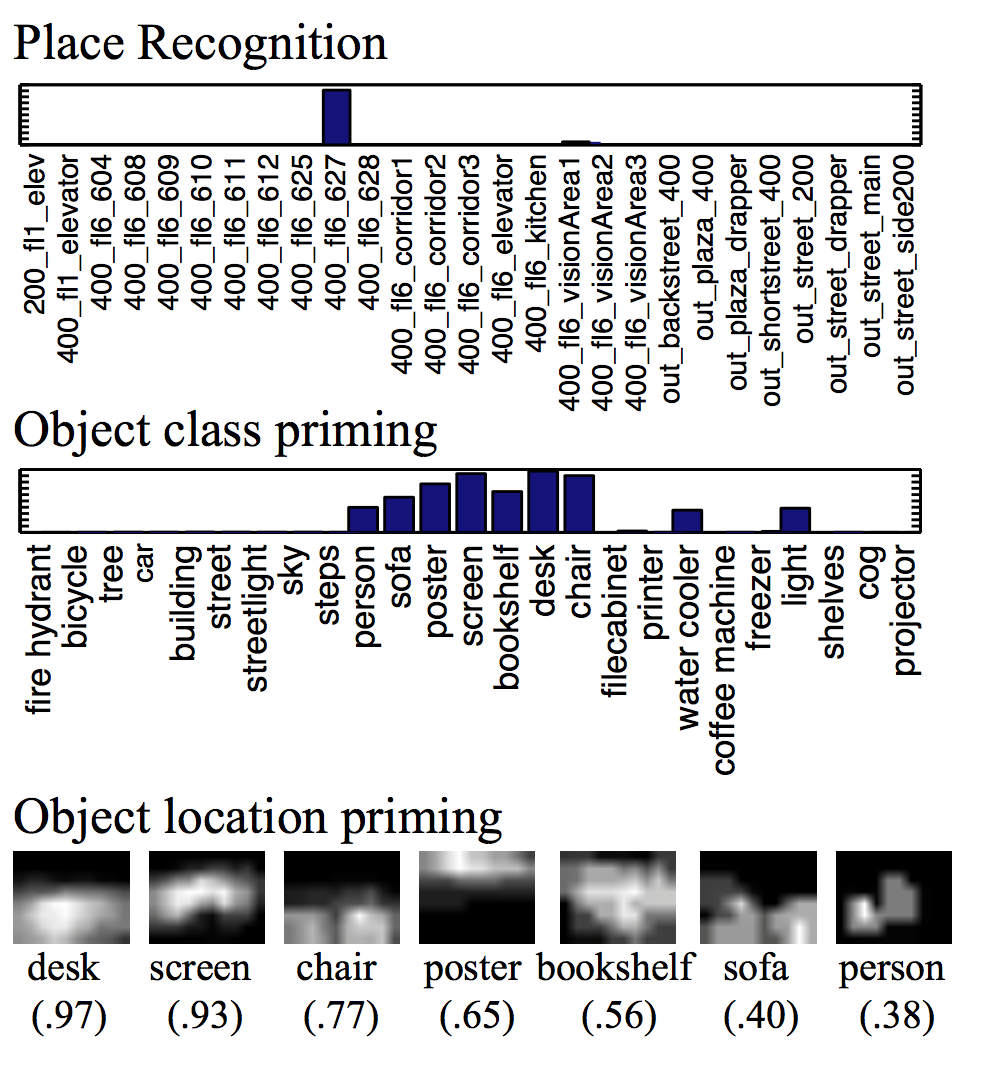 Place Recognition
200_fl1_elev
400_fl1_elevator
400_fl6_604
400_fl6_608
400_fl6_609
400_fl6_610
400_fl6_611
400_fl6_612
400_fl6_625
400_fl6_627
400_fl6_628
400_fl6_corridor1
400_fl6_corridor2
400_fl6_corridor3
400_fl6_elevator
400_fl6_kitchen
400_fl6_visionArea1
400_fl6_visionArea2
400_fl6_visionArea3
out_backstreet_400
out_plaza_400
out_plaza_drapper
out_shortstreet_400
out_street_200
out_street_drapper
out_street_main
out_street_side200
Object class priming
fire hydrant
bicycle
tree
car
building
street
streetlight
sky
steps
person
sofa
poster
screen
bookshelf
desk
chair
filecabinet
printer
water cooler
coffee machine
freezer
light
shelves
cog
projector
Object location priming
desk screen chair poster bookshelf sofa person
(.97) (.93) (.77) (.65) (.56) (.40) (.38)